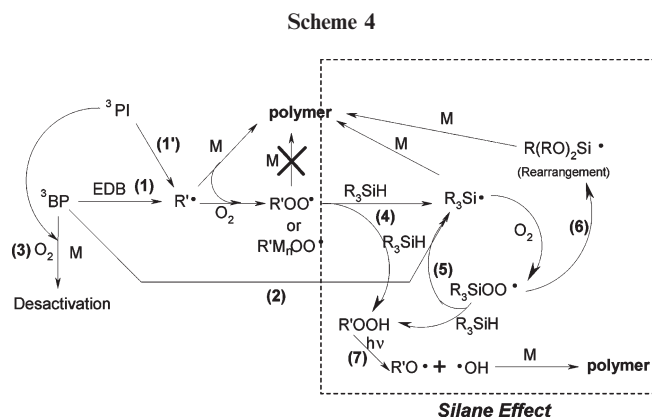 Scheme 4
³PI
polymer
M
(1')
M
M
M
R(RO)₂Si•
(Rearrangement)
³BP
EDB
(1)
R'•
O₂
R'OO•
or
R'MₙOO•
R₃SiH
(4)
R₃Si•
R₃SiH
O₂
(6)
(3) O₂
M
(5)
R₃SiOO•
Desactivation
(2)
R'OOH
R₃SiH
hν
(7)
R'O• + •OH
M
polymer
Silane Effect